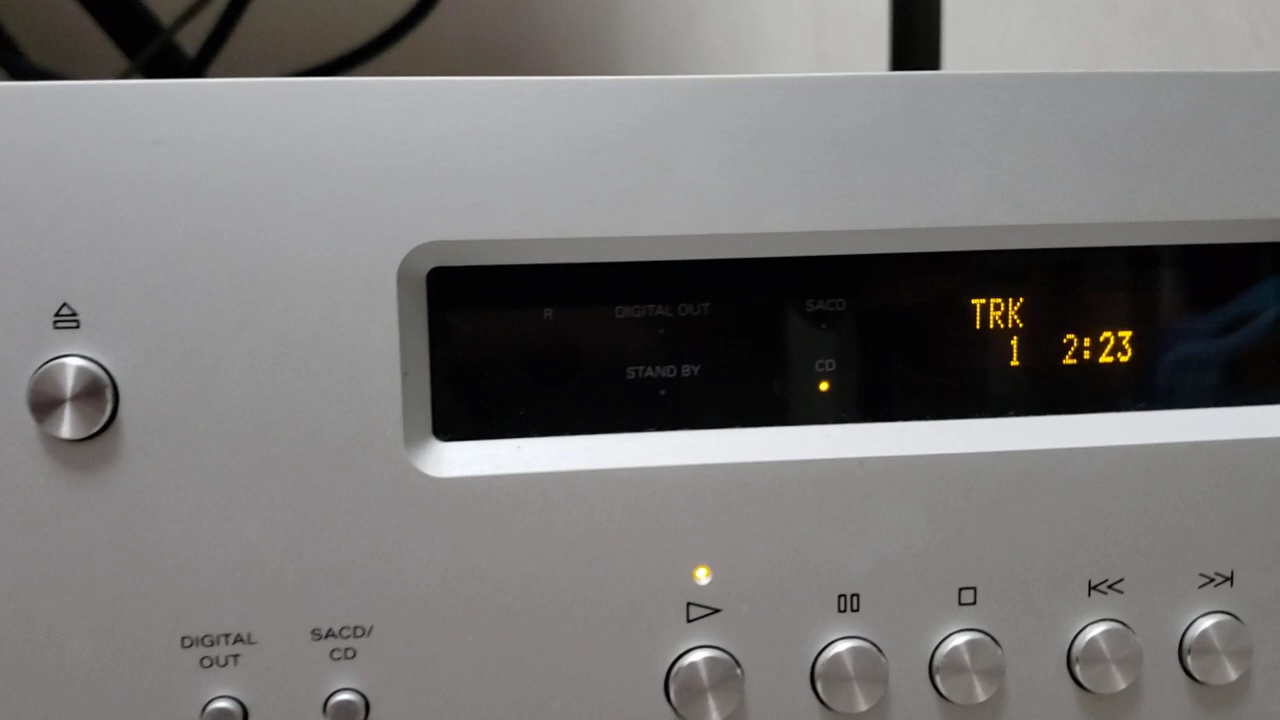 R
DIGITAL OUT
SACD
STAND BY
CD
TRK
1 2:23
DIGITAL
OUT
SACD/
CD